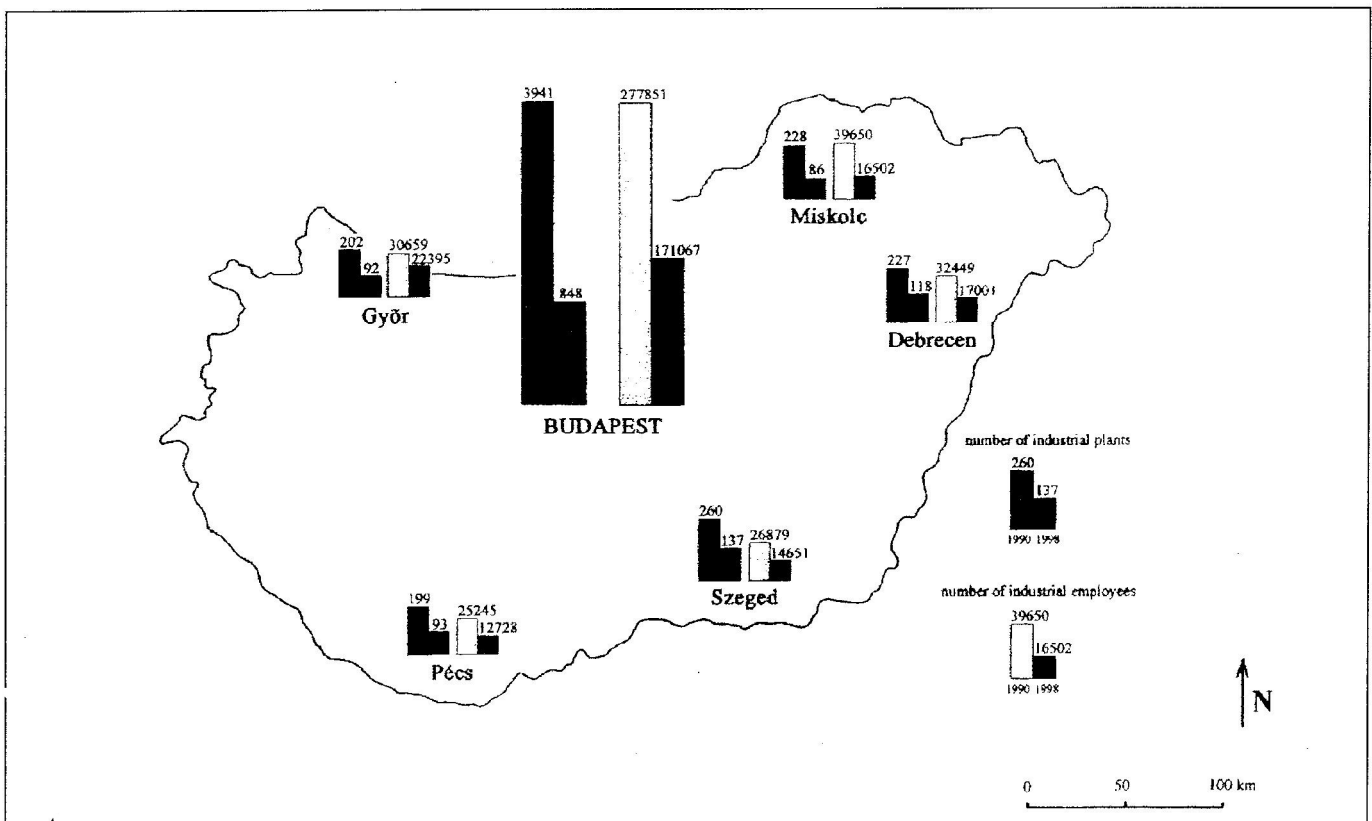 3941
277851
848
171067
BUDAPEST
228
86
39650
16502
Miskolc
202
92
30659
22395
Győr
227
118
32449
Debrecen
number of industrial plants
260
137
1990 1998
260
137
26879
14651
Szeged
number of industrial employees
39650
16502
1990 1998
199
93
25245
12728
Pécs
N
0 50 100 km